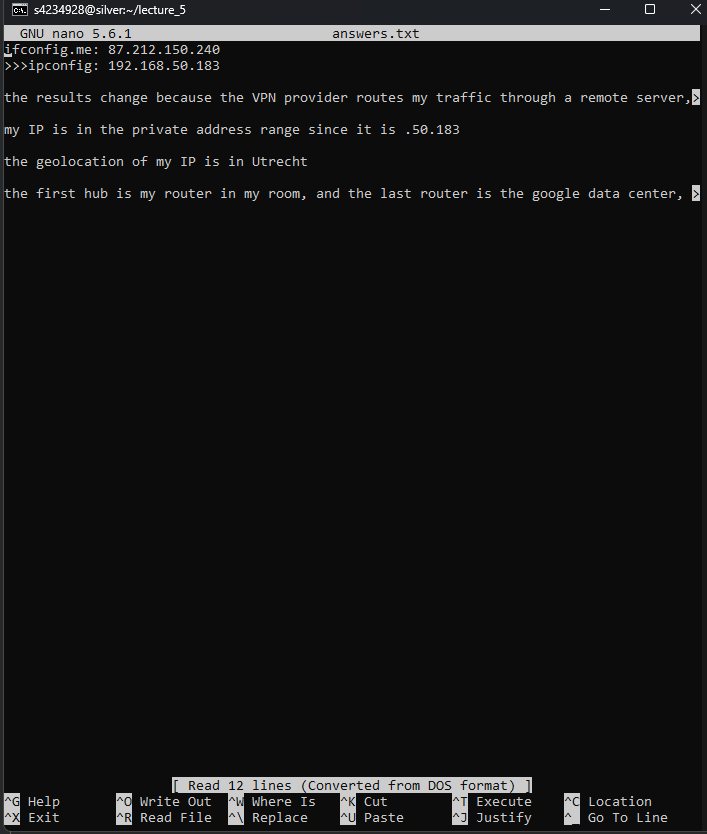 s4234928@silver:~/lecture_5
GNU nano 5.6.1 answers.txt
ifconfig.me: 87.212.150.240
>>>ipconfig: 192.168.50.183
the results change because the VPN provider routes my traffic through a remote server,>
my IP is in the private address range since it is .50.183
the geolocation of my IP is in Utrecht
the first hub is my router in my room, and the last router is the google data center, >
[ Read 12 lines (Converted from DOS format) ]
^G Help ^O Write Out ^W Where Is ^K Cut ^T Execute ^C Location
^X Exit ^R Read File ^\ Replace ^U Paste ^J Justify ^_ Go To Line